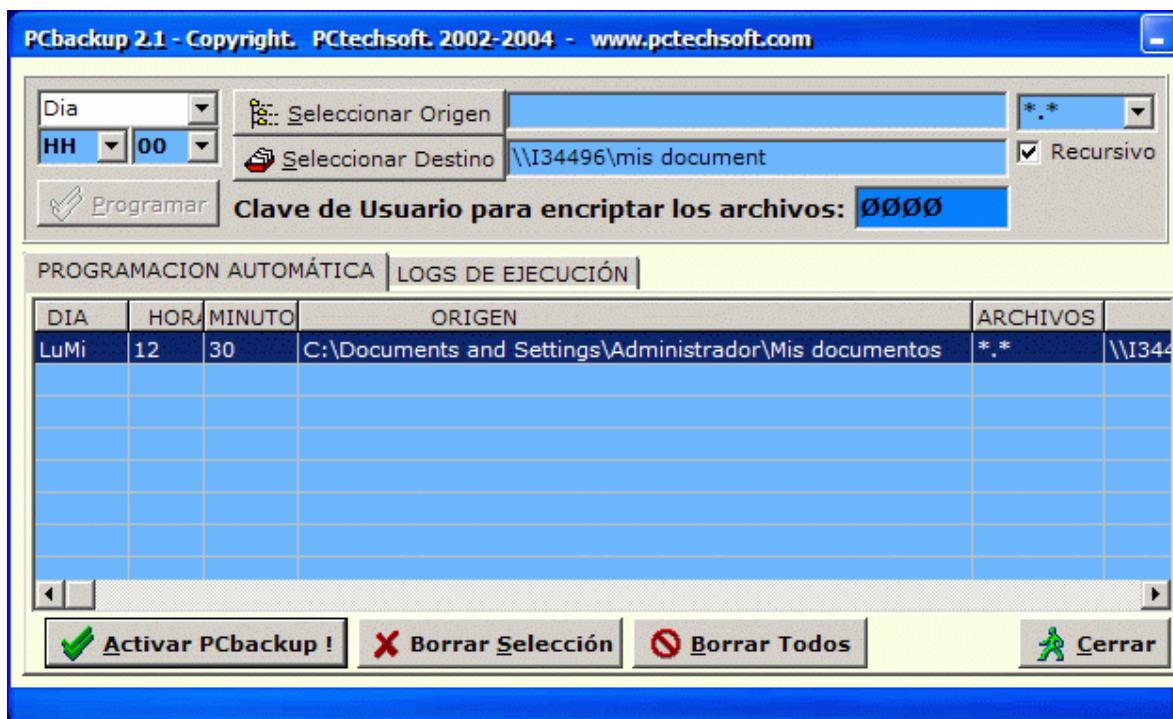 PCbackup 2.1 - Copyright. PCtechsoft. 2002-2004 - www.pctechsoft.com
Dia
Seleccionar Origen
*.*
HH 00
Seleccionar Destino \\I34496\mis document
Recursivo
Programar
Clave de Usuario para encriptar los archivos: ØØØØ
PROGRAMACION AUTOMÁTICA LOGS DE EJECUCIÓN
DIA HORA MINUTO ORIGEN ARCHIVOS
LuMi 12 30 C:\Documents and Settings\Administrador\Mis documentos *.* \\I344
Activar PCbackup ! Borrar Selección Borrar Todos Cerrar